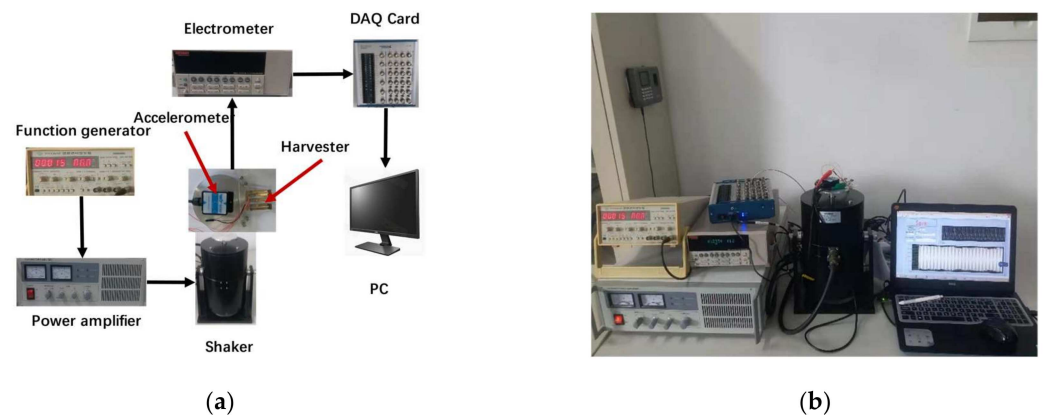 Electrometer
DAQ Card
Accelerometer
Function generator
Harvester
PC
Power amplifier
Shaker
(a)
(b)